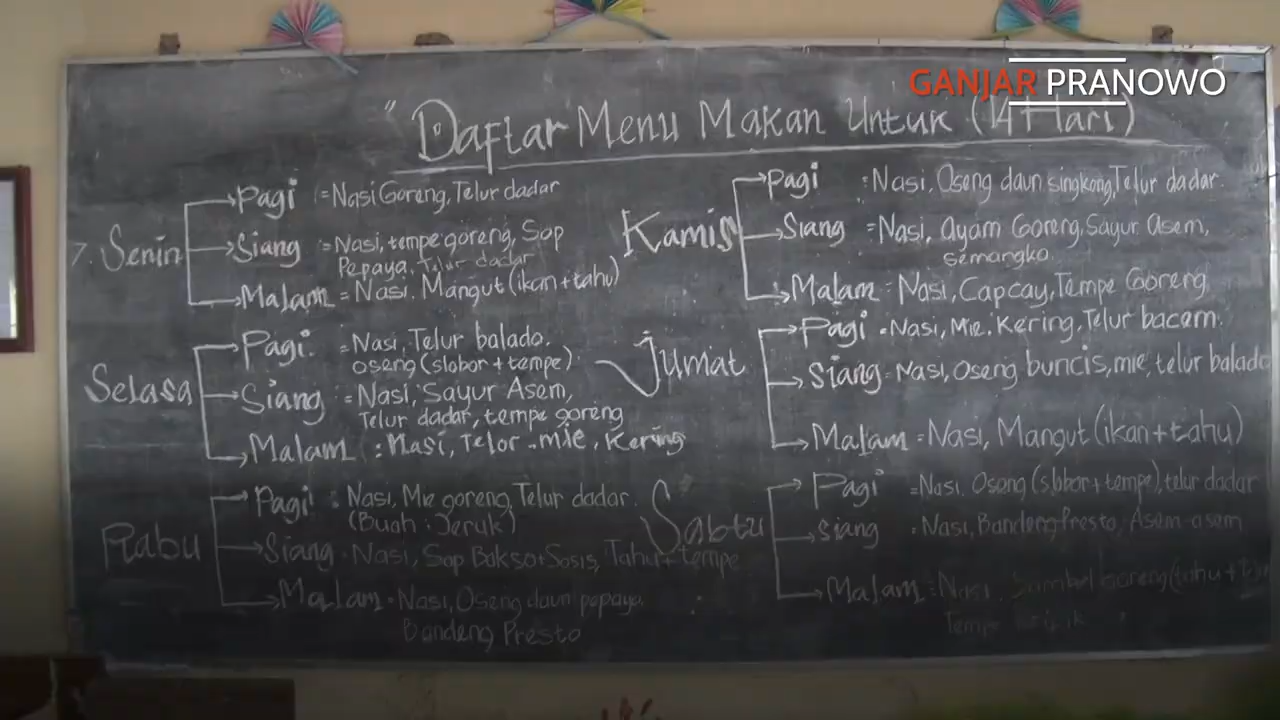 GANJAR PRANOWO
" Daftar Menu Makan Untuk (14 Hari)
7. Senin
Pagi = Nasi Goreng, Telur dadar
Siang = Nasi, tempe goreng, Sop
Pepaya, Telur dadar
Malam = Nasi. Mangut (ikan+tahu)
Selasa
Pagi. = Nasi, Telur balado.
oseng (slobor + tempe)
Siang = Nasi, Sayur Asem,
Telur dadar, tempe goreng
Malam : Nasi, Telor . mie . Kering
Rabu
Pagi : Nasi, Mie goreng, Telur dadar.
(Buah : Jeruk)
Siang = Nasi, Sop Bakso+Sosis, Tahu+tempe
Malam = Nasi, Oseng daun papaya,
Bandeng Presto
Kamis
Pagi = Nasi, Oseng daun singkong, Telur dadar.
Siang = Nasi, Ayam Goreng, Sayur Asem,
Semangka.
Malam = Nasi, Capcay, Tempe Goreng
Jumat
Pagi = Nasi, Mie. Kering, Telur bacem.
Siang = Nasi, Oseng buncis, mie, telur balado
Malam = Nasi, Mangut (ikan+tahu)
Sabtu
Pagi = Nasi. Oseng (slobor + tempe), telur dadar
Siang = Nasi, Bandeng Presto, Asem-asem
Malam = Nasi, Sambel Goreng (tahu +
Tempe